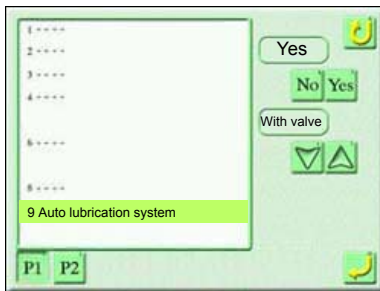 1 ----
2 ----
3 ----
4 ----
6 ----
8 ----
9 Auto lubrication system
Yes
No Yes
With valve
P1 P2